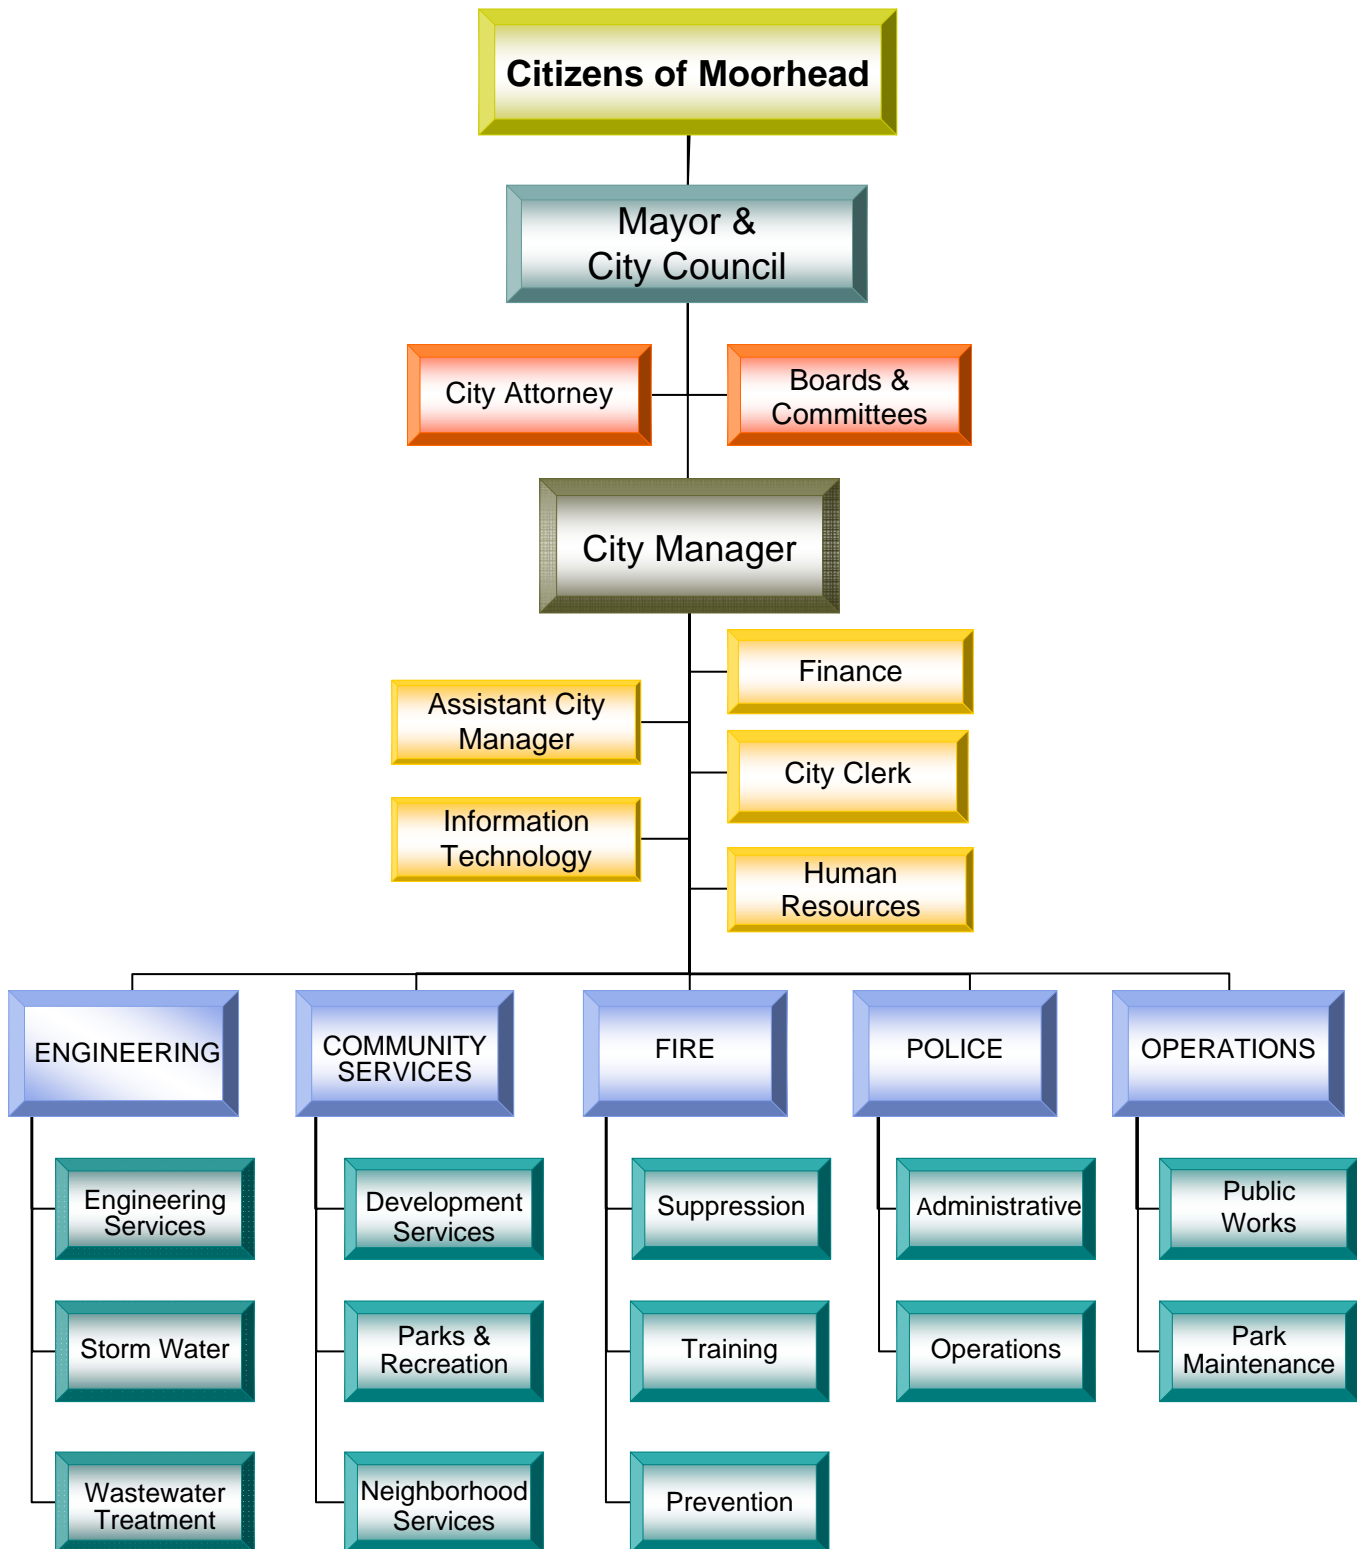 Citizens of Moorhead
Mayor &
City Council
City Attorney
Boards &
Committees
City Manager
Finance
Assistant City
Manager
City Clerk
Information
Technology
Human
Resources
ENGINEERING
COMMUNITY
SERVICES
FIRE
POLICE
OPERATIONS
Engineering
Services
Development
Services
Suppression
Administrative
Public
Works
Storm Water
Parks &
Recreation
Training
Operations
Park
Maintenance
Wastewater
Treatment
Neighborhood
Services
Prevention